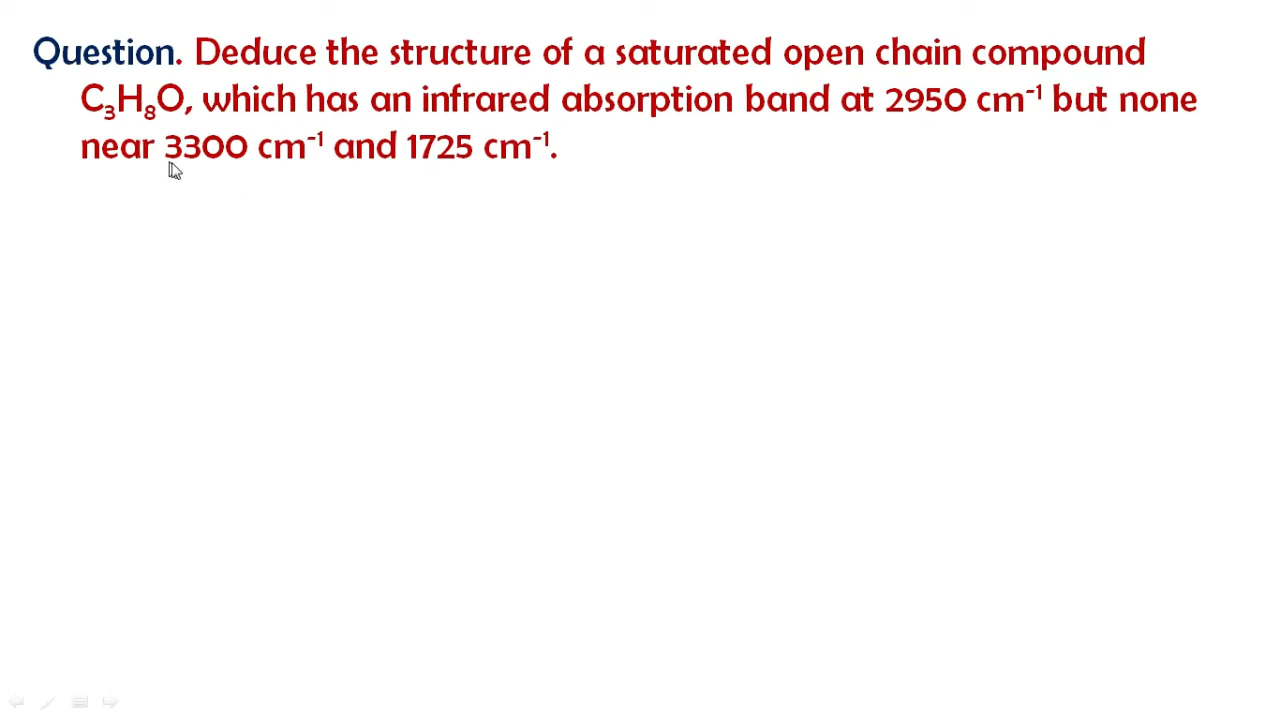 Question. Deduce the structure of a saturated open chain compound
C₃H₈O, which has an infrared absorption band at 2950 cm⁻¹ but none
near 3300 cm⁻¹ and 1725 cm⁻¹.